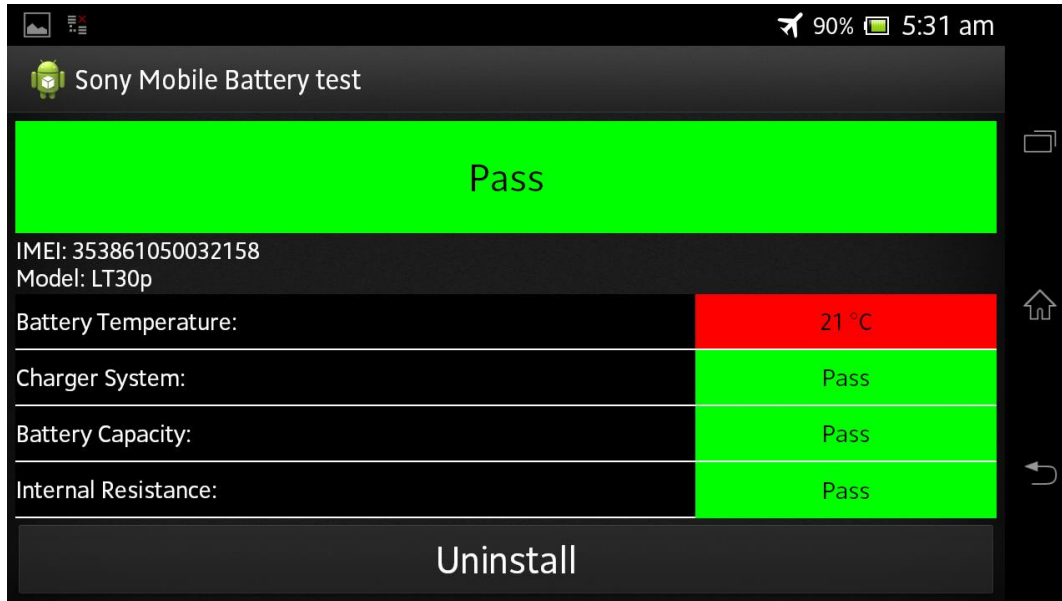 90% 5:31 am
Sony Mobile Battery test
Pass
IMEI: 353861050032158
Model: LT30p
Battery Temperature: 21 °C
Charger System: Pass
Battery Capacity: Pass
Internal Resistance: Pass
Uninstall